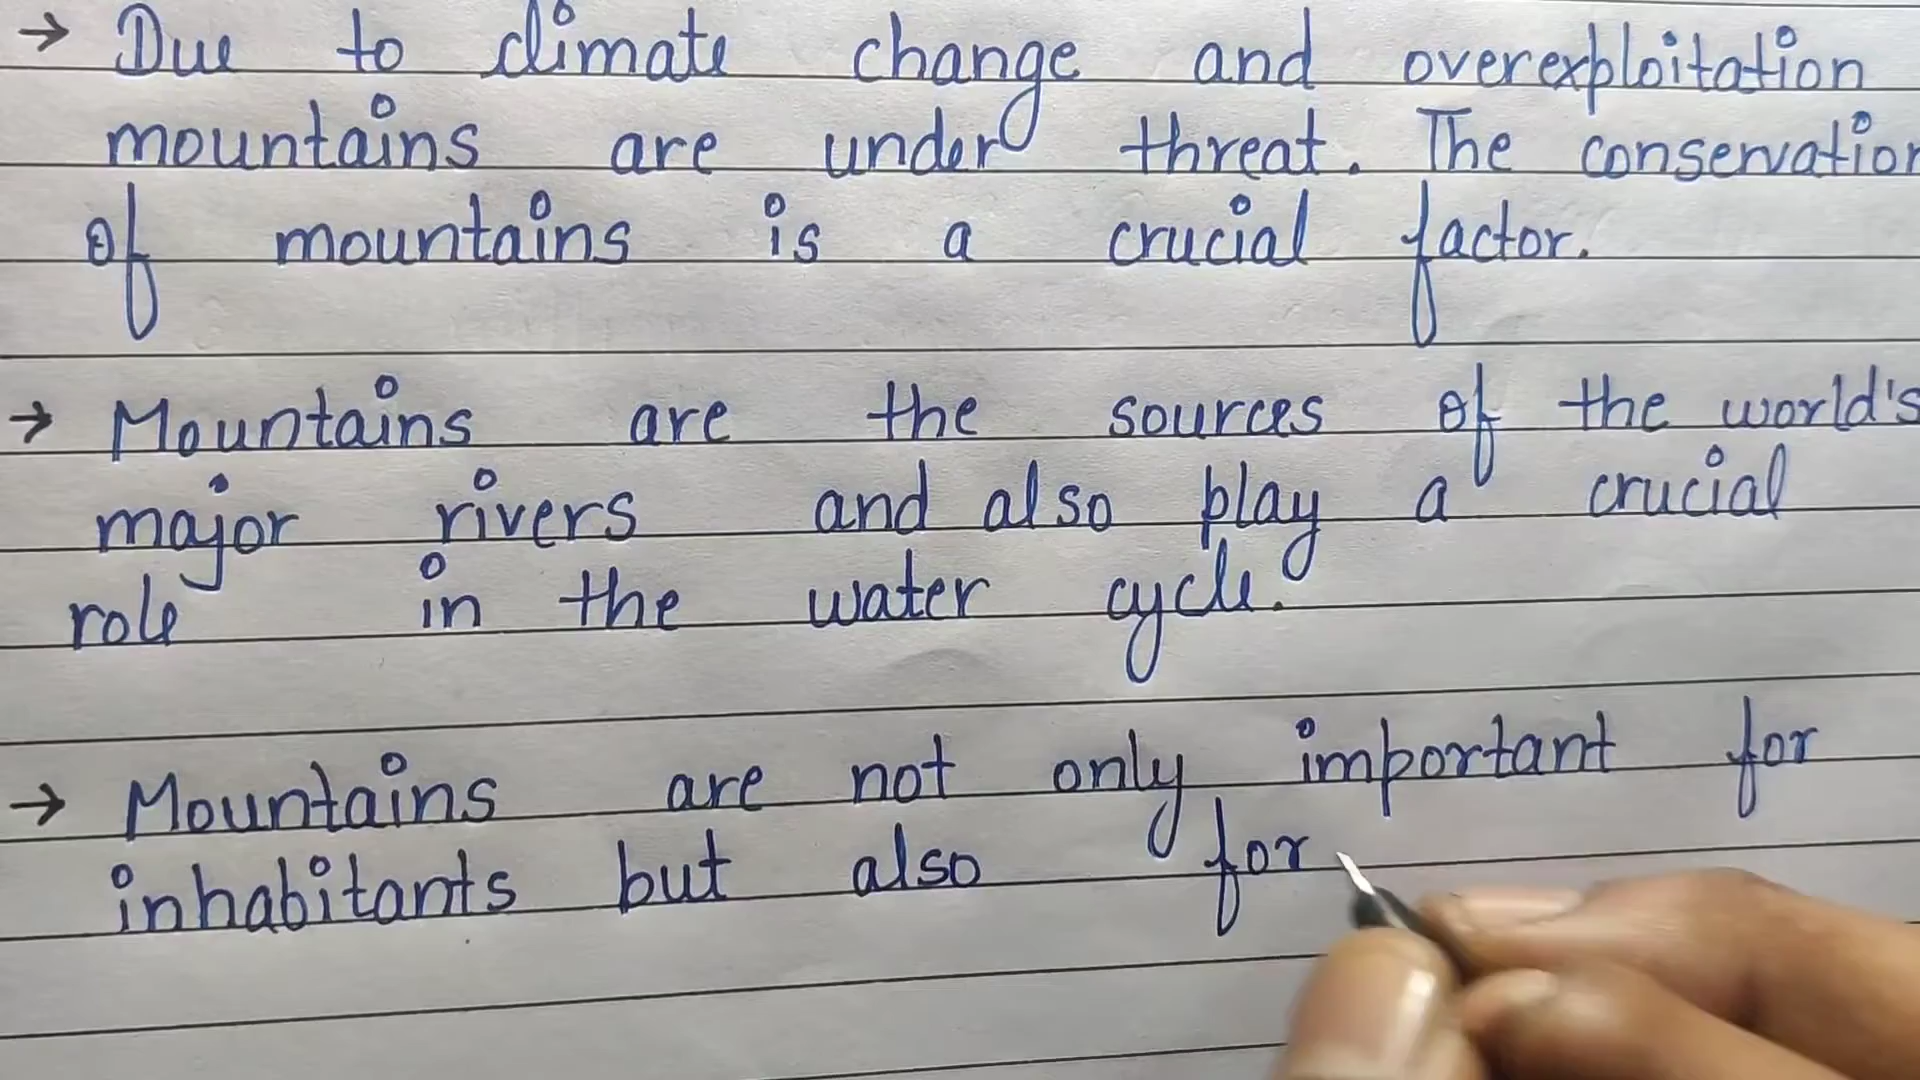 → Due to climate change and overexploitation
mountains are under threat. The conservation
of mountains is a crucial factor.
→ Mountains are the sources of the world's
major rivers and also play a crucial
role in the water cycle.
→ Mountains are not only important for
inhabitants but also for